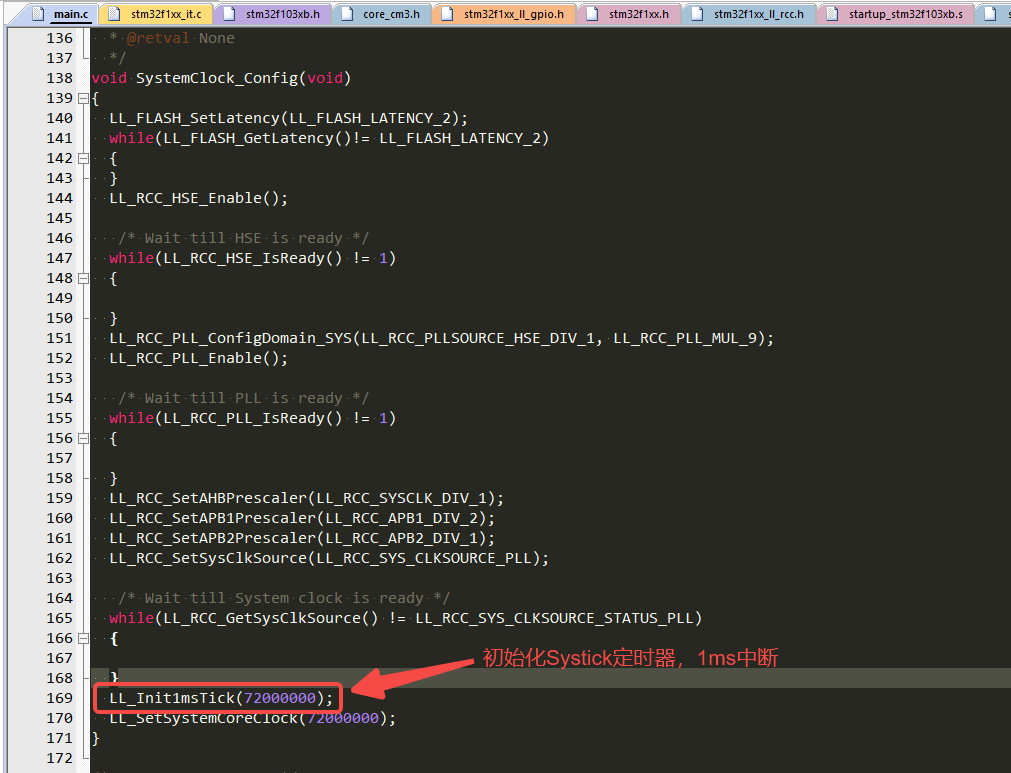 main.c stm32f1xx_it.c stm32f103xb.h core_cm3.h stm32f1xx_ll_gpio.h stm32f1xx.h stm32f1xx_ll_rcc.h startup_stm32f103xb.s
136 * @retval None
137 */
138 void SystemClock_Config(void)
139 {
140 LL_FLASH_SetLatency(LL_FLASH_LATENCY_2);
141 while(LL_FLASH_GetLatency()!= LL_FLASH_LATENCY_2)
142 {
143 }
144 LL_RCC_HSE_Enable();
145
146 /* Wait till HSE is ready */
147 while(LL_RCC_HSE_IsReady() != 1)
148 {
149
150 }
151 LL_RCC_PLL_ConfigDomain_SYS(LL_RCC_PLLSOURCE_HSE_DIV_1, LL_RCC_PLL_MUL_9);
152 LL_RCC_PLL_Enable();
153
154 /* Wait till PLL is ready */
155 while(LL_RCC_PLL_IsReady() != 1)
156 {
157
158 }
159 LL_RCC_SetAHBPrescaler(LL_RCC_SYSCLK_DIV_1);
160 LL_RCC_SetAPB1Prescaler(LL_RCC_APB1_DIV_2);
161 LL_RCC_SetAPB2Prescaler(LL_RCC_APB2_DIV_1);
162 LL_RCC_SetSysClkSource(LL_RCC_SYS_CLKSOURCE_PLL);
163
164 /* Wait till System clock is ready */
165 while(LL_RCC_GetSysClkSource() != LL_RCC_SYS_CLKSOURCE_STATUS_PLL)
166 {
初始化Systick定时器，1ms中断
167
168 }
169 LL_Init1msTick(72000000);
170 LL_SetSystemCoreClock(72000000);
171 }
172